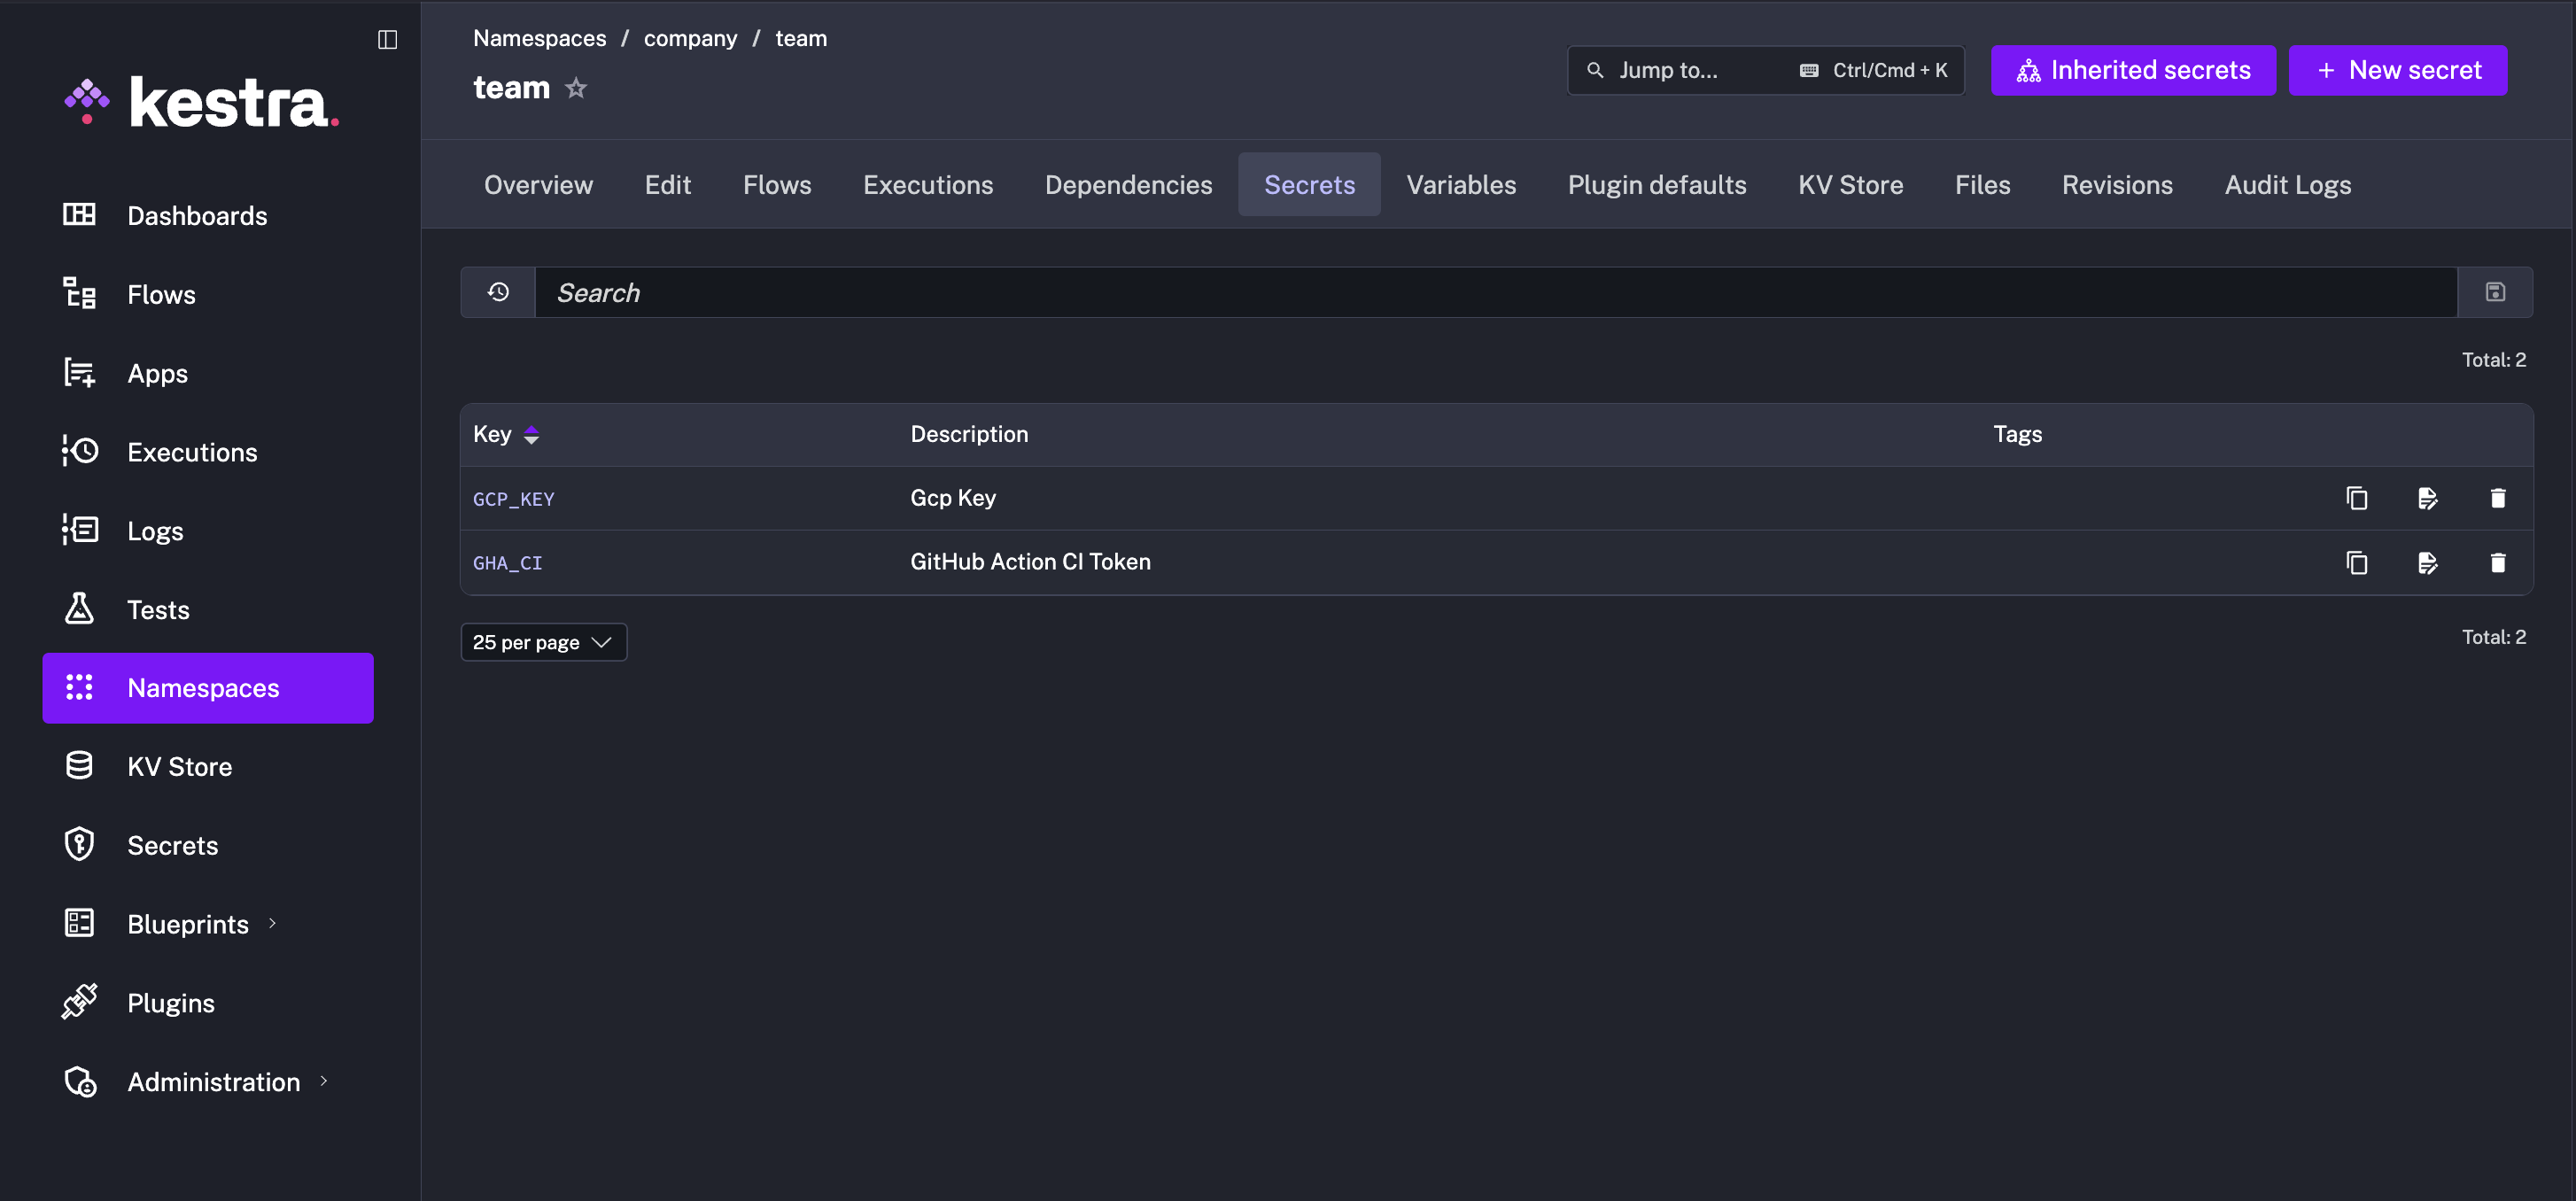 kestra.
Dashboards
Flows
Apps
Executions
Logs
Tests
Namespaces
KV Store
Secrets
Blueprints
Plugins
Administration
Namespaces / company / team
team
Jump to... Ctrl/Cmd + K
Inherited secrets
+ New secret
Overview Edit Flows Executions Dependencies Secrets Variables Plugin defaults KV Store Files Revisions Audit Logs
Search
Total: 2
Key Description Tags
GCP_KEY Gcp Key
GHA_CI GitHub Action CI Token
25 per page
Total: 2